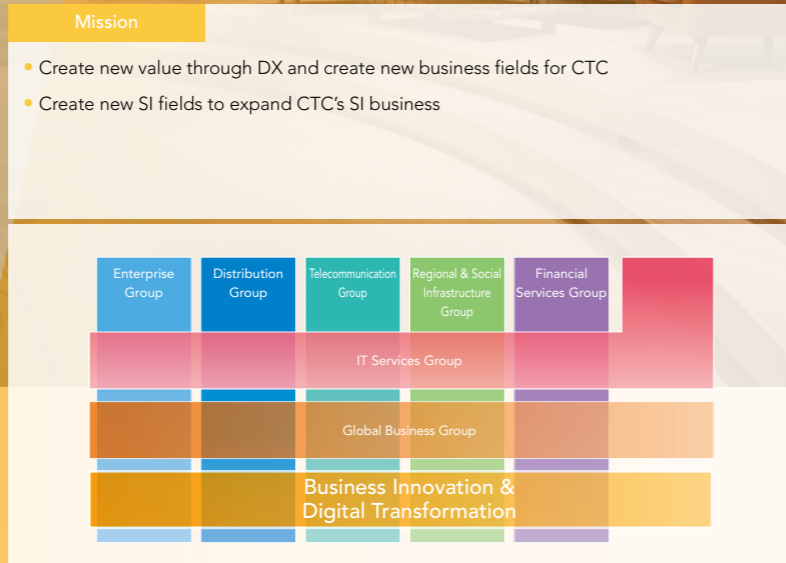 Mission
• Create new value through DX and create new business fields for CTC
• Create new SI fields to expand CTC's SI business
Enterprise
Group
Distribution
Group
Telecommunication
Group
Regional & Social
Infrastructure
Group
Financial
Services Group
IT Services Group
Global Business Group
Business Innovation &
Digital Transformation